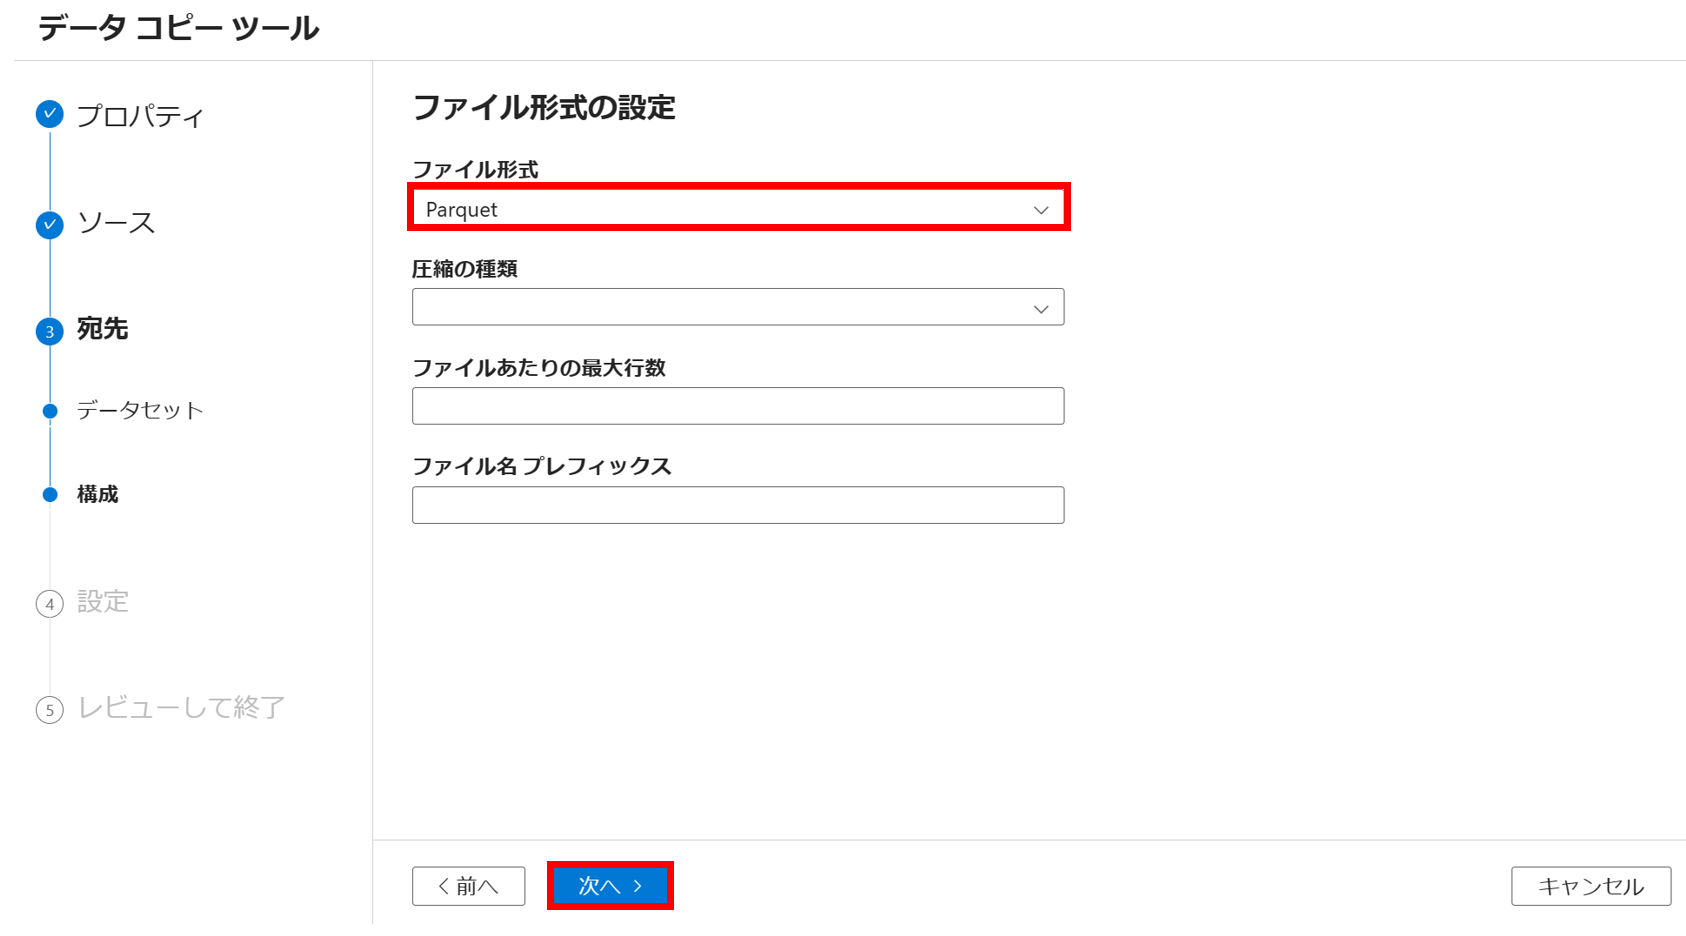 データ コピー ツール
プロパティ
ソース
3 宛先
データセット
構成
4 設定
5 レビューして終了
ファイル形式の設定
ファイル形式
Parquet
圧縮の種類
ファイルあたりの最大行数
ファイル名 プレフィックス
前へ
次へ
キャンセル